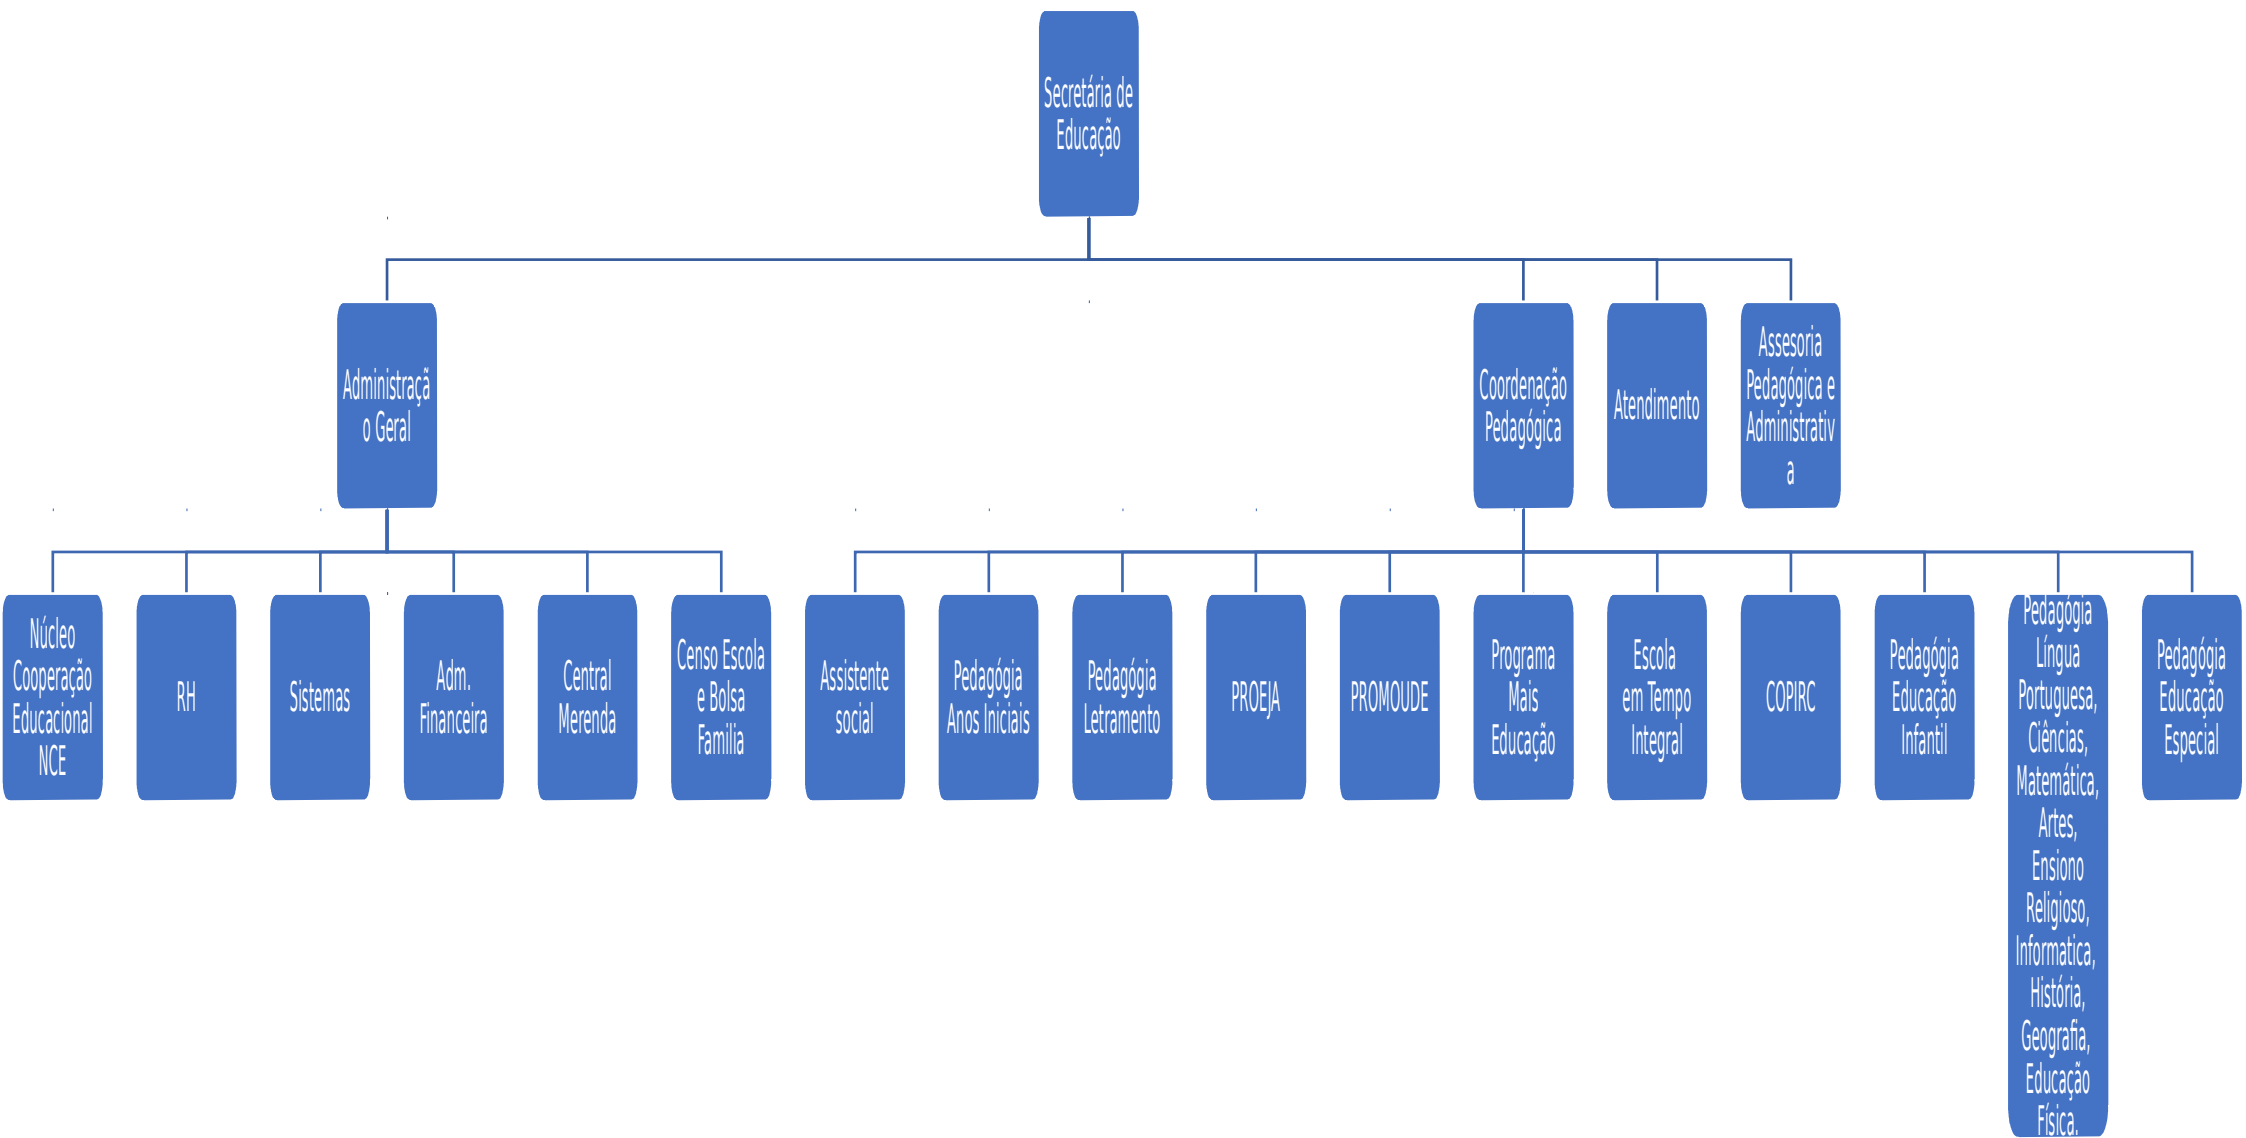 Secretária de
Educação
Administraçã
o Geral
Coordenação
Pedagógica
Atendimento
Assesoria
Pedagógica e
Administrativ
a
Núcleo
Cooperação
Educacional
NCE
RH
Sistemas
Adm.
Financeira
Central
Merenda
Censo Escola
e Bolsa
Familia
Assistente
social
Pedagógia
Anos Iniciais
Pedagógia
Letramento
PROEJA
PROMOUDE
Programa
Mais
Educação
Escola
em Tempo
Integral
COPIRC
Pedagógia
Educação
Infantil
Pedagógia
Língua
Portuguesa,
Ciências,
Matemática,
Artes,
Ensiono
Religioso,
Informatica,
História,
Geografia,
Educação
Física.
Pedagógia
Educação
Especial